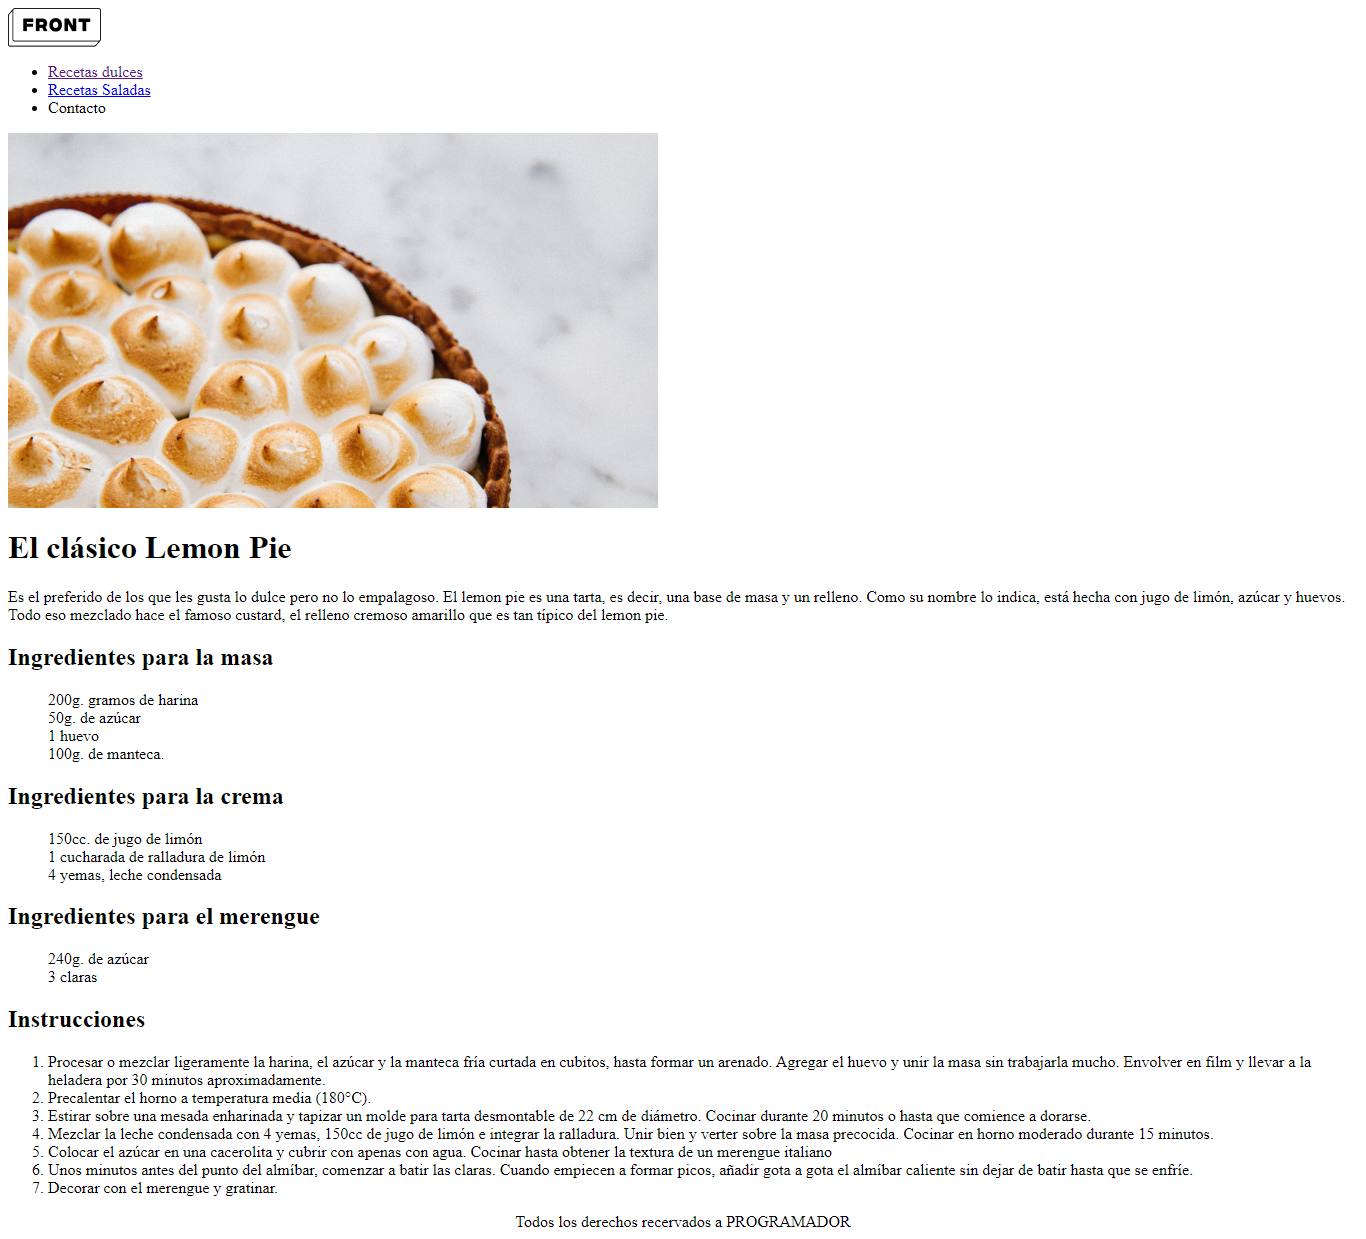 FRONT
Recetas dulces
Recetas Saladas
Contacto
El clásico Lemon Pie
Es el preferido de los que les gusta lo dulce pero no lo empalagoso. El lemon pie es una tarta, es decir, una base de masa y un relleno. Como su nombre lo indica, está hecha con jugo de limón, azúcar y huevos.
Todo eso mezclado hace el famoso custard, el relleno cremoso amarillo que es tan típico del lemon pie.
Ingredientes para la masa
200g. gramos de harina
50g. de azúcar
1 huevo
100g. de manteca.
Ingredientes para la crema
150cc. de jugo de limón
1 cucharada de ralladura de limón
4 yemas, leche condensada
Ingredientes para el merengue
240g. de azúcar
3 claras
Instrucciones
1. Procesar o mezclar ligeramente la harina, el azúcar y la manteca fría curtada en cubitos, hasta formar un arenado. Agregar el huevo y unir la masa sin trabajarla mucho. Envolver en film y llevar a la
heladera por 30 minutos aproximadamente.
2. Precalentar el horno a temperatura media (180°C).
3. Estirar sobre una mesada enharinada y tapizar un molde para tarta desmontable de 22 cm de diámetro. Cocinar durante 20 minutos o hasta que comience a dorarse.
4. Mezclar la leche condensada con 4 yemas, 150cc de jugo de limón e integrar la ralladura. Unir bien y verter sobre la masa precocida. Cocinar en horno moderado durante 15 minutos.
5. Colocar el azúcar en una cacerolita y cubrir con apenas con agua. Cocinar hasta obtener la textura de un merengue italiano
6. Unos minutos antes del punto del almíbar, comenzar a batir las claras. Cuando empiecen a formar picos, añadir gota a gota el almíbar caliente sin dejar de batir hasta que se enfríe.
7. Decorar con el merengue y gratinar.
Todos los derechos recervados a PROGRAMADOR